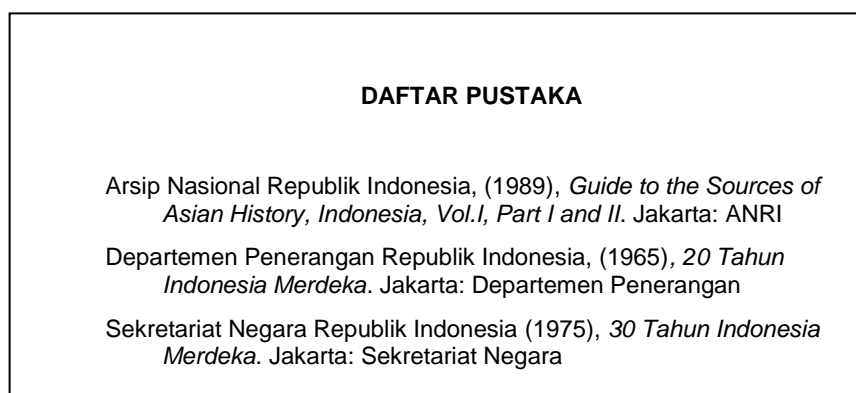 DAFTAR PUSTAKA
Arsip Nasional Republik Indonesia, (1989), Guide to the Sources of
Asian History, Indonesia, Vol.I, Part I and II. Jakarta: ANRI
Departemen Penerangan Republik Indonesia, (1965), 20 Tahun
Indonesia Merdeka. Jakarta: Departemen Penerangan
Sekretariat Negara Republik Indonesia (1975), 30 Tahun Indonesia
Merdeka. Jakarta: Sekretariat Negara